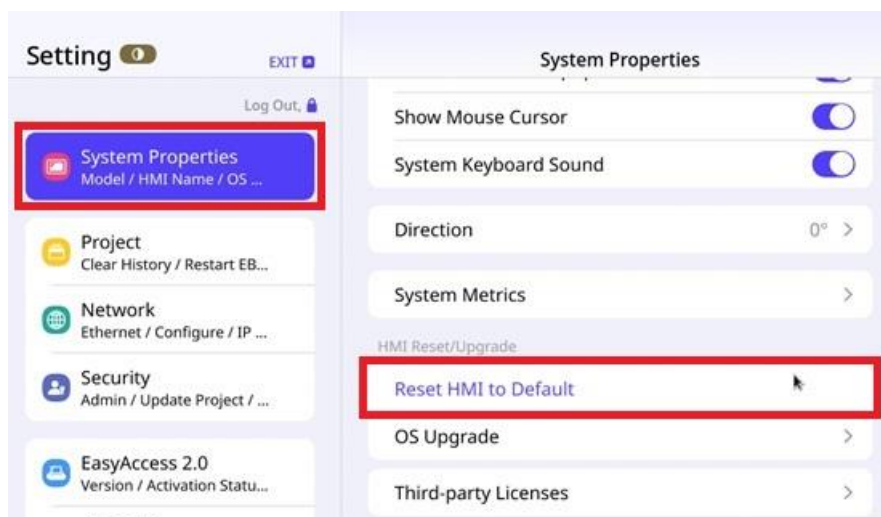 Setting
EXIT
Log Out,
System Properties
Model / HMI Name / OS ...
Project
Clear History / Restart EB...
Network
Ethernet / Configure / IP ...
Security
Admin / Update Project / ...
EasyAccess 2.0
Version / Activation Statu...
System Properties
Show Mouse Cursor
System Keyboard Sound
Direction 0° >
System Metrics >
HMI Reset/Upgrade
Reset HMI to Default
OS Upgrade >
Third-party Licenses >